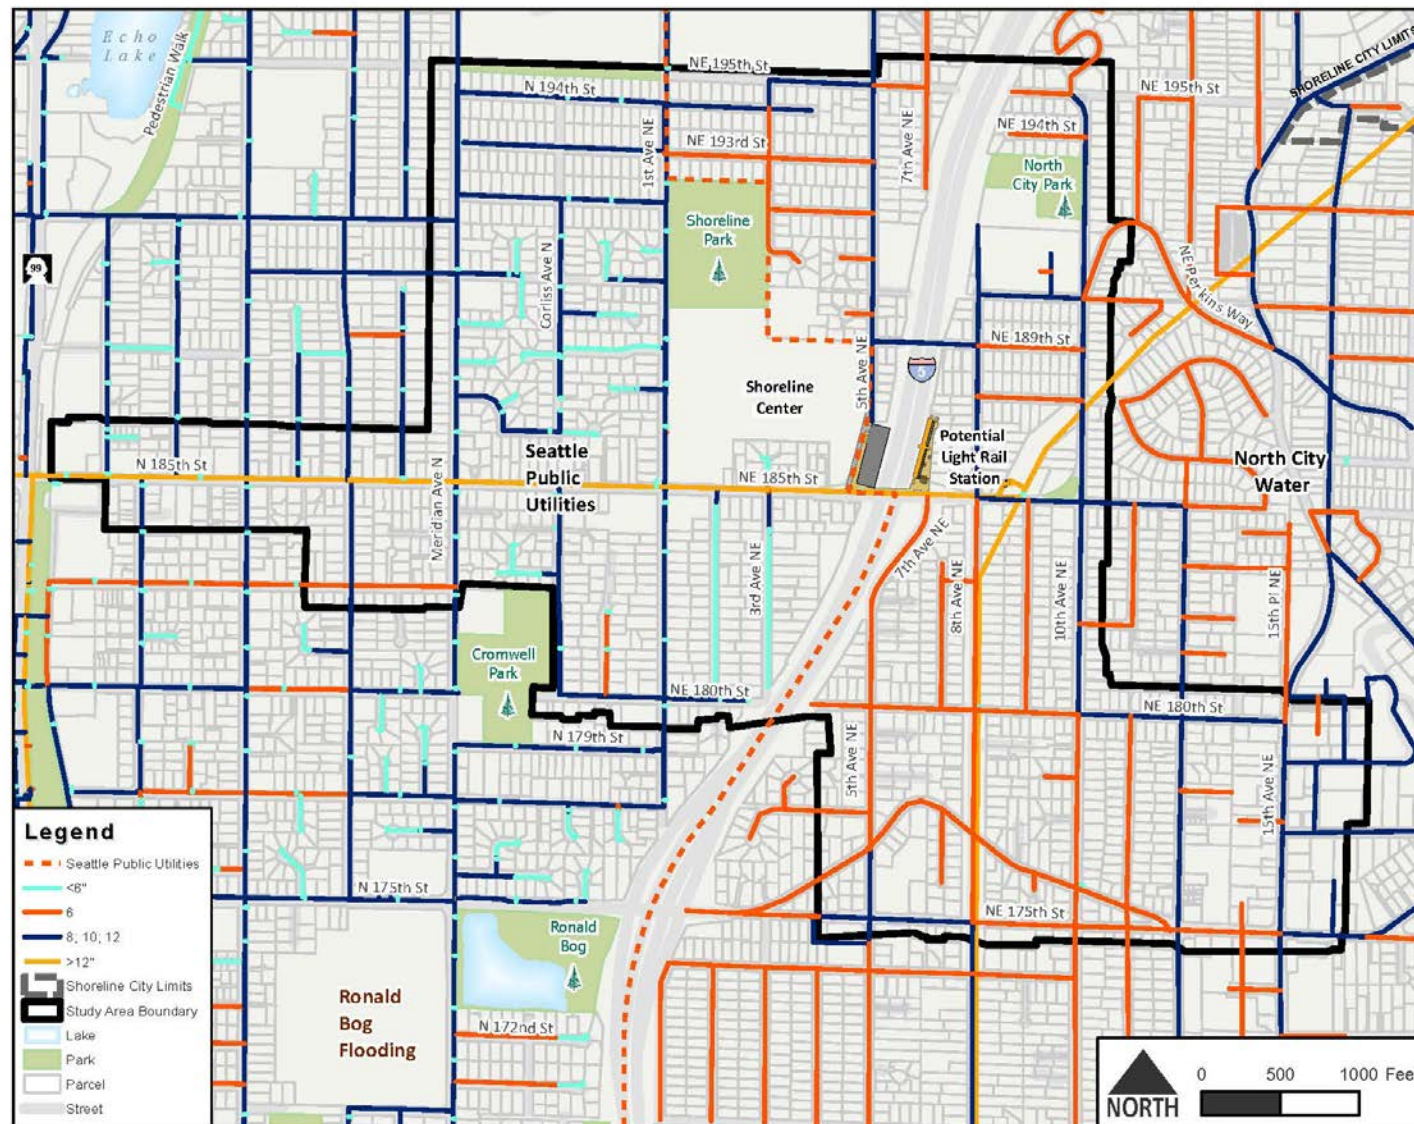 Echo
Lake
Pedestrian Walk
SHORELINE CITY LIMITS
NE 195th St
N 194th St
7th Ave NE
NE 195th St
NE 194th St
1st Ave NE
NE 193rd St
North
City Park
Shoreline
Park
99
Corliss Ave N
NE Perkins Way
NE 189th St
5th Ave NE
5
Shoreline
Center
Potential
Light Rail
Station
Seattle
Public
Utilities
N 185th St
NE 185th St
North City
Water
Meridian Ave N
3rd Ave NE
7th Ave NE
8th Ave NE
10th Ave NE
15th Pl NE
Cromwell
Park
NE 180th St
NE 180th St
N 179th St
5th Ave NE
15th Ave NE
Legend
Seattle Public Utilities
<6"
6
8; 10; 12
>12"
Shoreline City Limits
Study Area Boundary
Lake
Park
Parcel
Street
N 175th St
NE 175th St
Ronald
Bog
Ronald
Bog
Flooding
N 172nd St
NORTH
0 500 1000 Fee